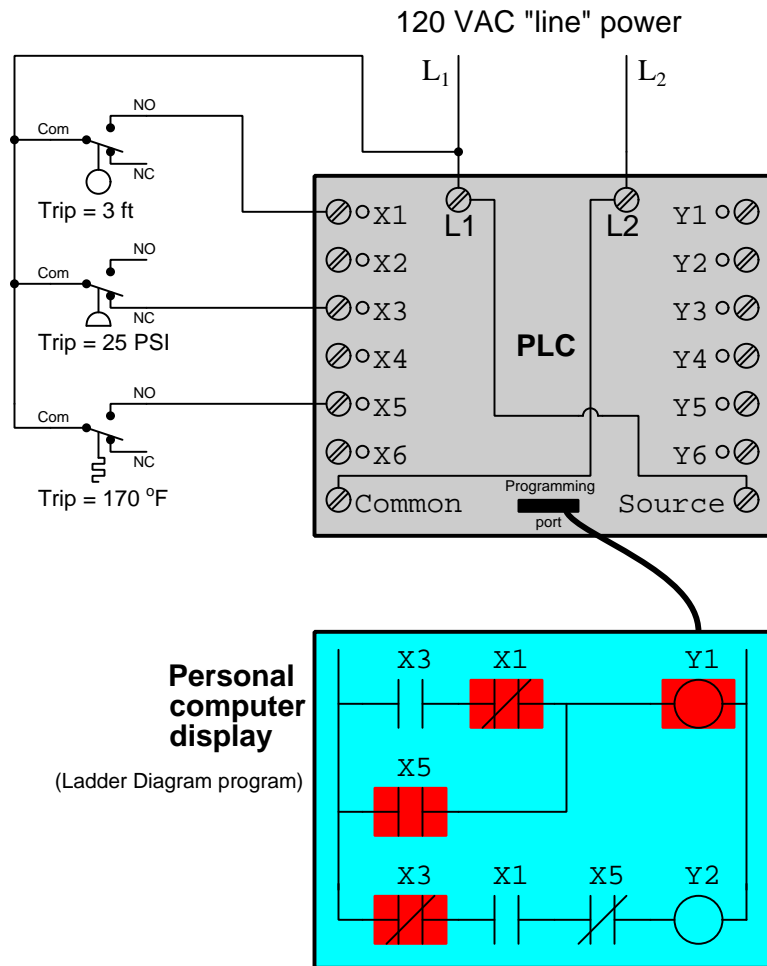 120 VAC "line" power
L1 L2
NO
Com
NC
Trip = 3 ft
NO
Com
NC
Trip = 25 PSI
NO
Com
NC
Trip = 170 °F
L1 L2
X1 Y1
X2 Y2
X3 Y3
PLC
X4 Y4
X5 Y5
X6 Y6
Common Source
Programming
port
Personal
computer
display
(Ladder Diagram program)
X3 X1 Y1
X5
X3 X1 X5 Y2